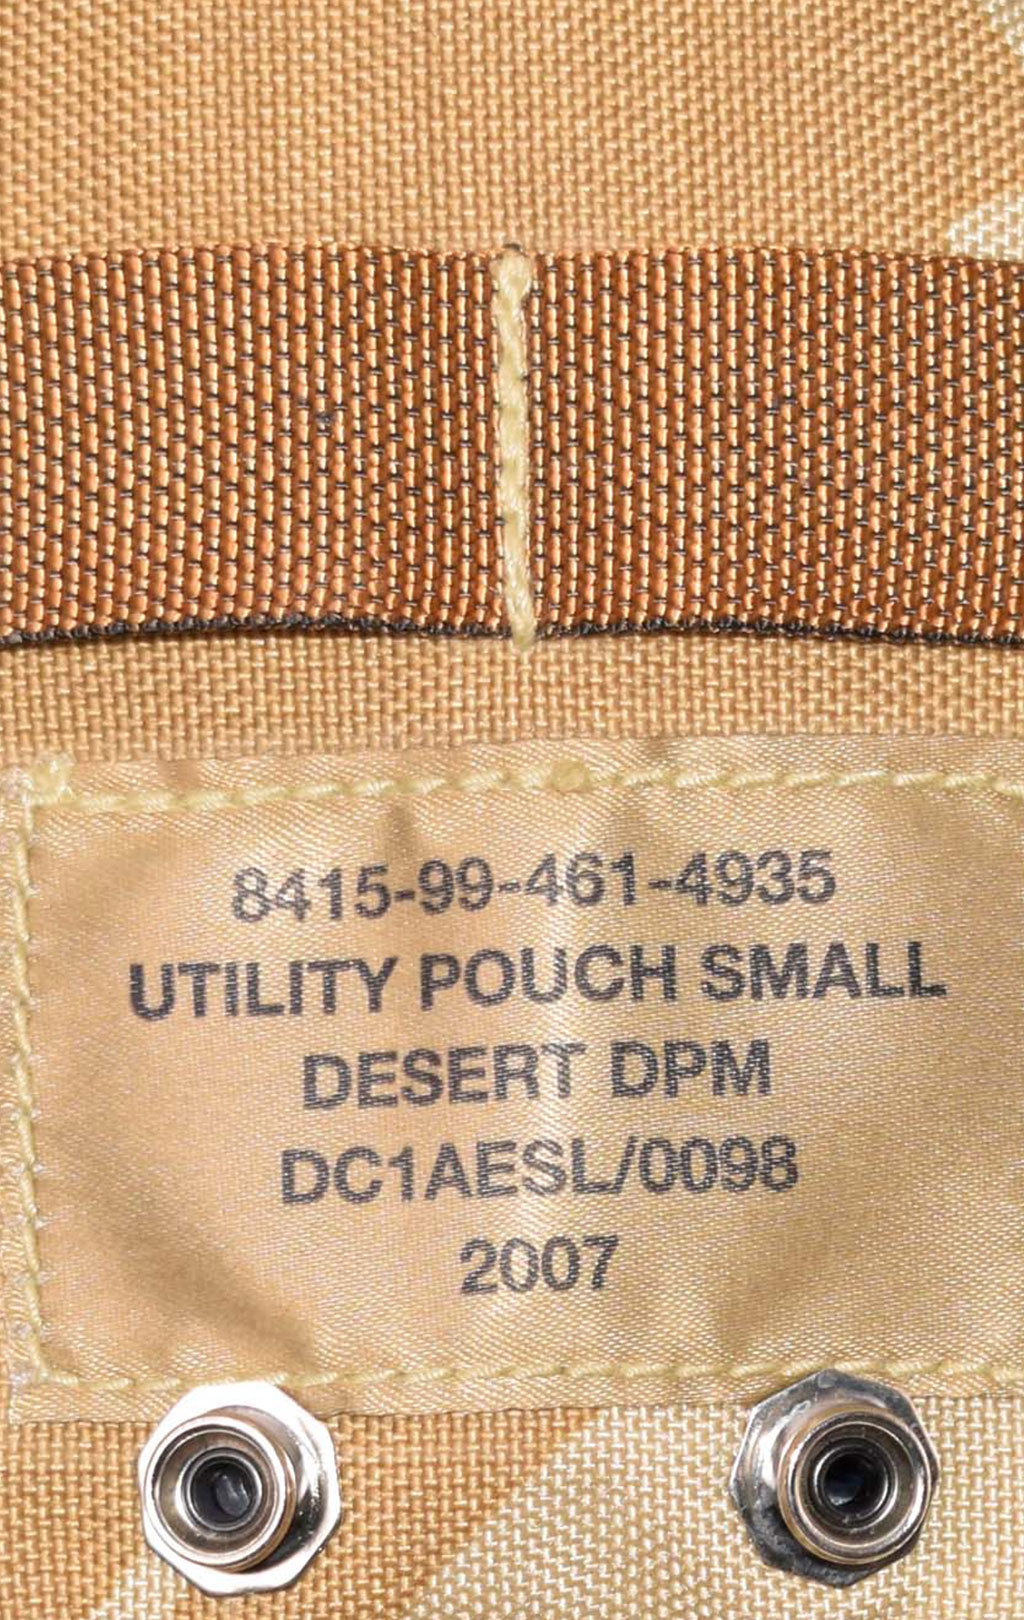 8415-99-461-4935
UTILITY POUCH SMALL
DESERT DPM
DC1AESL/0098
2007